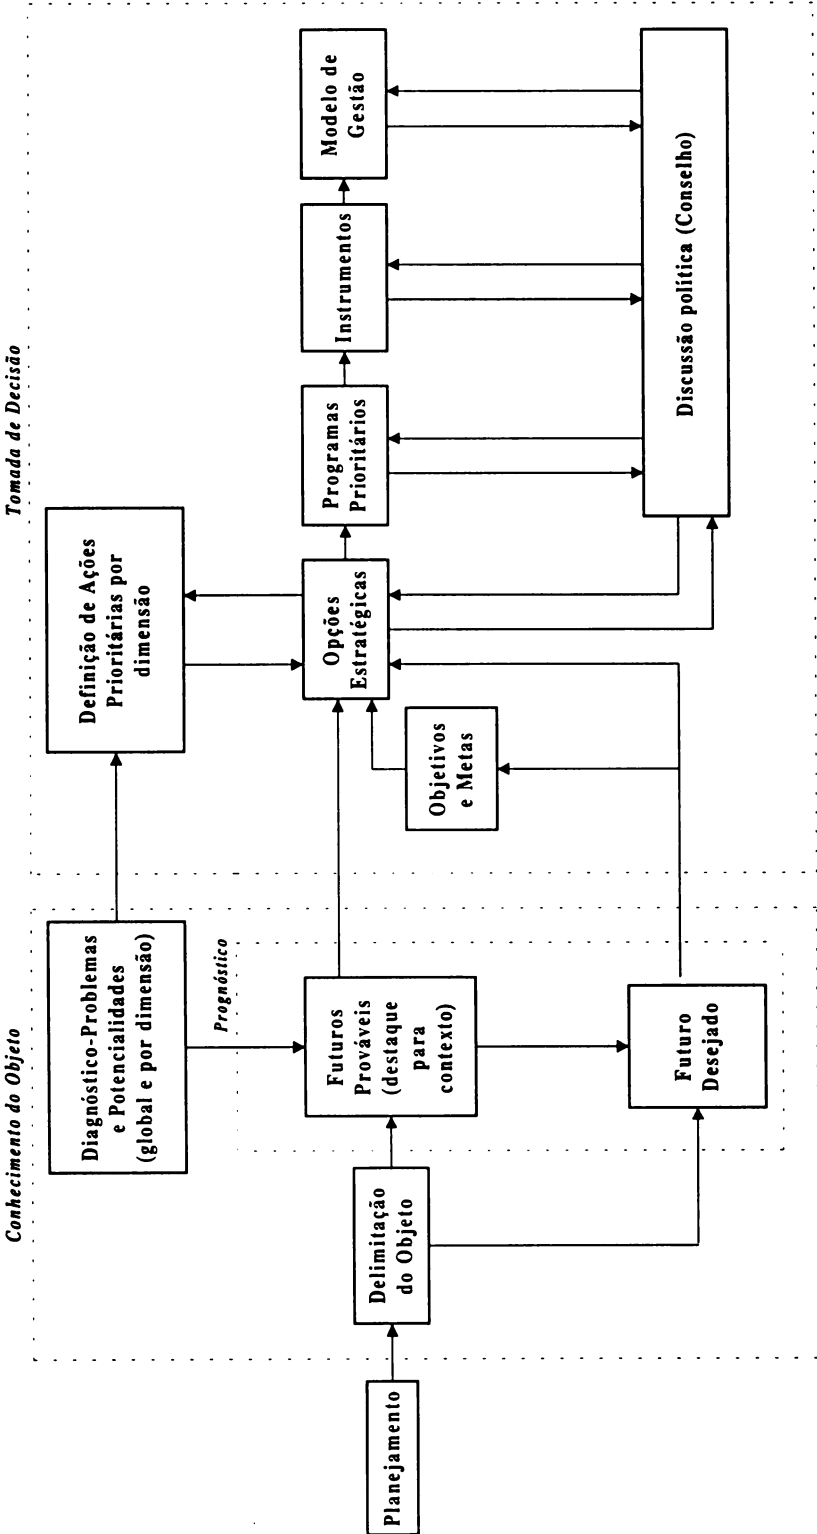 Conhecimento do Objeto
Tomada de Decisão
Diagnóstico-Problemas
e Potencialidades
(global e por dimensão)
Definição de Ações
Prioritárias por
dimensão
Prognóstico
Planejamento
Delimitação
do Objeto
Futuros
Prováveis
(destaque
para
contexto)
Opções
Estratégicas
Programas
Prioritários
Instrumentos
Modelo de
Gestão
Objetivos
e Metas
Futuro
Desejado
Discussão política (Conselho)